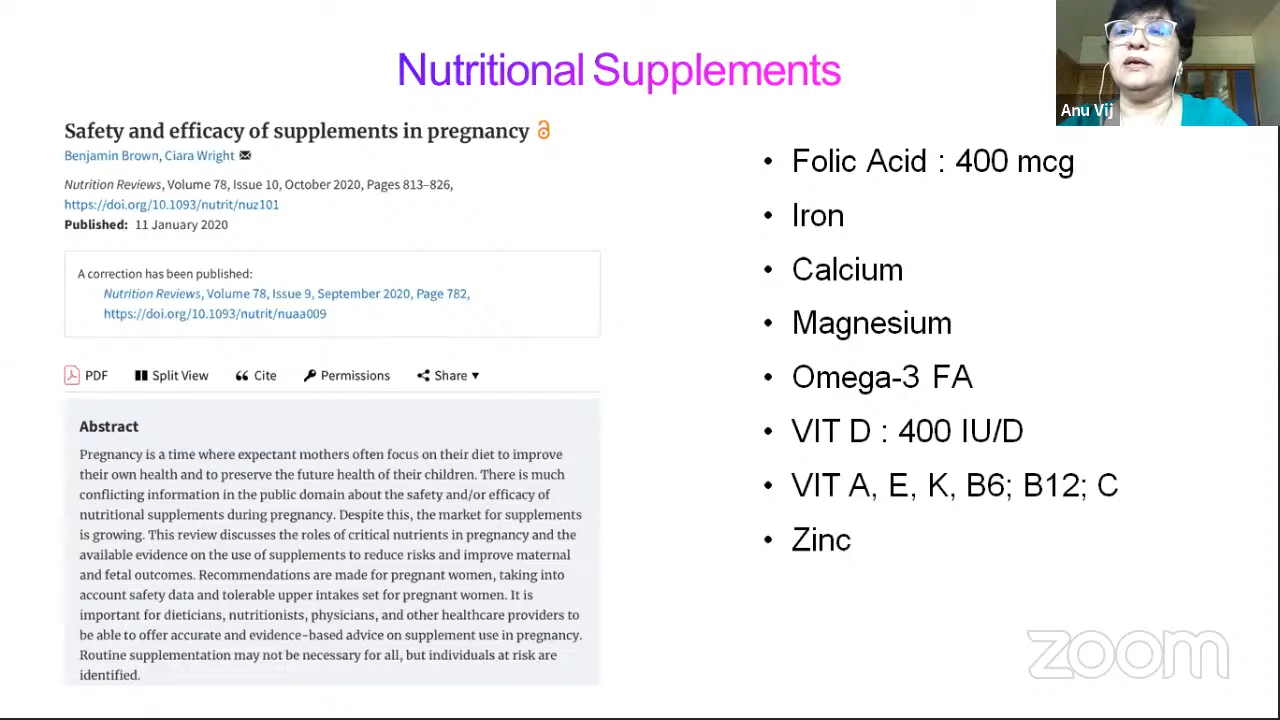 Nutritional Supplements
Anu Vij
Safety and efficacy of supplements in pregnancy
Benjamin Brown, Ciara Wright
Nutrition Reviews, Volume 78, Issue 10, October 2020, Pages 813–826,
https://doi.org/10.1093/nutrit/nuz101
Published: 11 January 2020
A correction has been published:
Nutrition Reviews, Volume 78, Issue 9, September 2020, Page 782,
https://doi.org/10.1093/nutrit/nuaa009
PDF Split View Cite Permissions Share
Abstract
Pregnancy is a time where expectant mothers often focus on their diet to improve
their own health and to preserve the future health of their children. There is much
conflicting information in the public domain about the safety and/or efficacy of
nutritional supplements during pregnancy. Despite this, the market for supplements
is growing. This review discusses the roles of critical nutrients in pregnancy and the
available evidence on the use of supplements to reduce risks and improve maternal
and fetal outcomes. Recommendations are made for pregnant women, taking into
account safety data and tolerable upper intakes set for pregnant women. It is
important for dieticians, nutritionists, physicians, and other healthcare providers to
be able to offer accurate and evidence-based advice on supplement use in pregnancy.
Routine supplementation may not be necessary for all, but individuals at risk are
identified.
• Folic Acid : 400 mcg
• Iron
• Calcium
• Magnesium
• Omega-3 FA
• VIT D : 400 IU/D
• VIT A, E, K, B6; B12; C
• Zinc
zoom